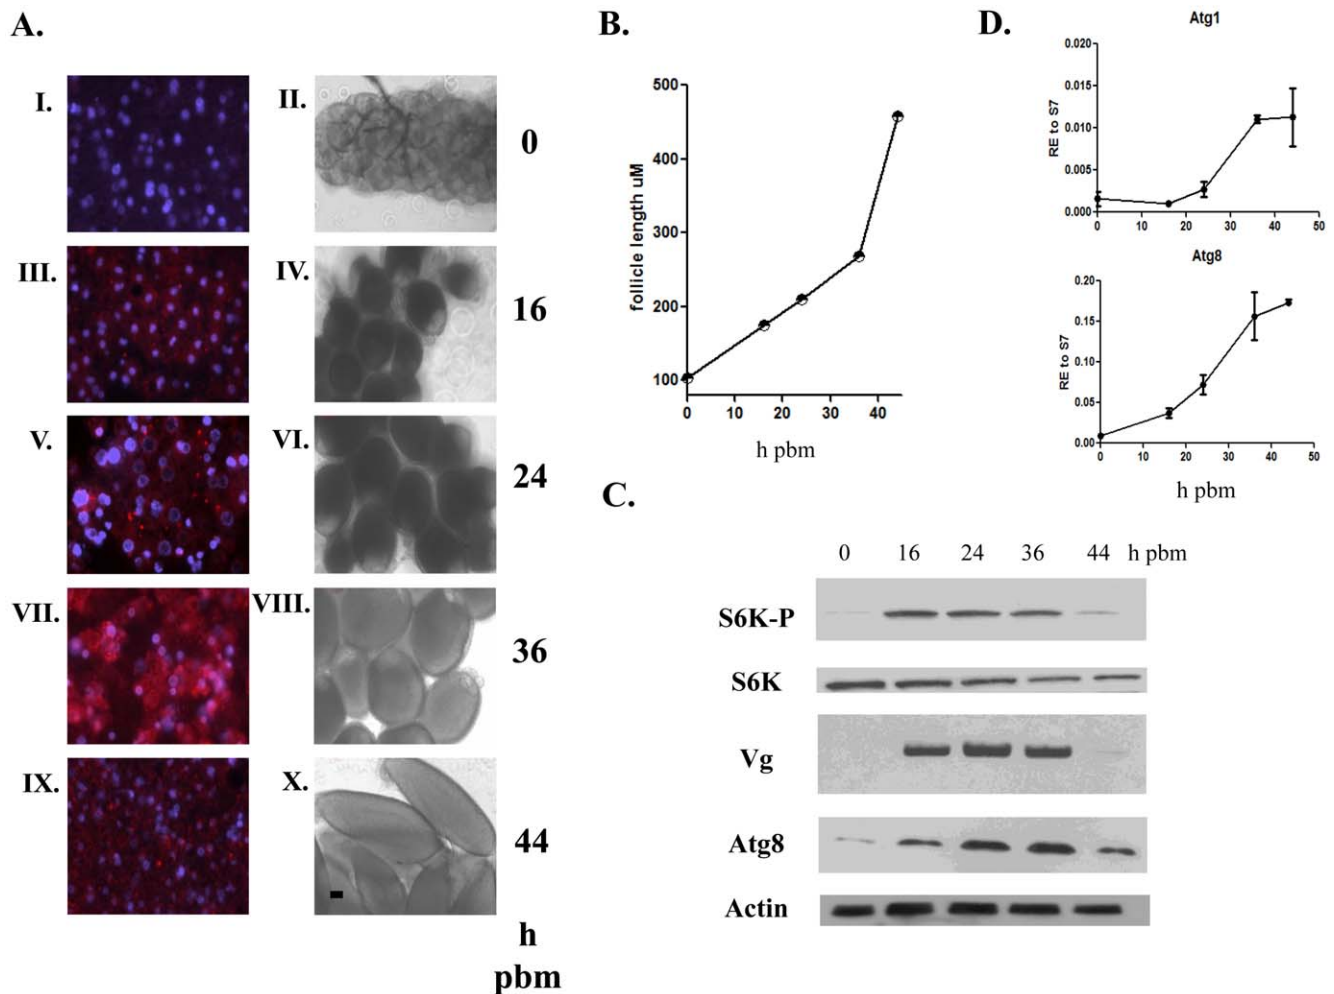 A.
I.
II.
0
III.
IV.
16
V.
VI.
24
VII.
VIII.
36
IX.
X.
44
h
pbm
B.
500
400
300
200
100
follicle length uM
0 10 20 30 40
h pbm
D.
Atg1
0.020
0.015
0.010
0.005
0.000
RE to S7
0 10 20 30 40 50
Atg8
0.20
0.15
0.10
0.05
0.00
RE to S7
0 10 20 30 40 50
h pbm
C.
0 16 24 36 44 h pbm
S6K-P
S6K
Vg
Atg8
Actin